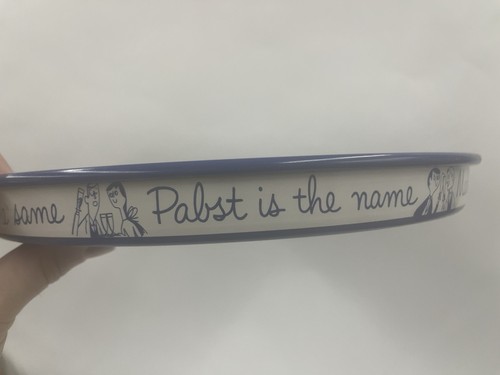 same Pabst is the name